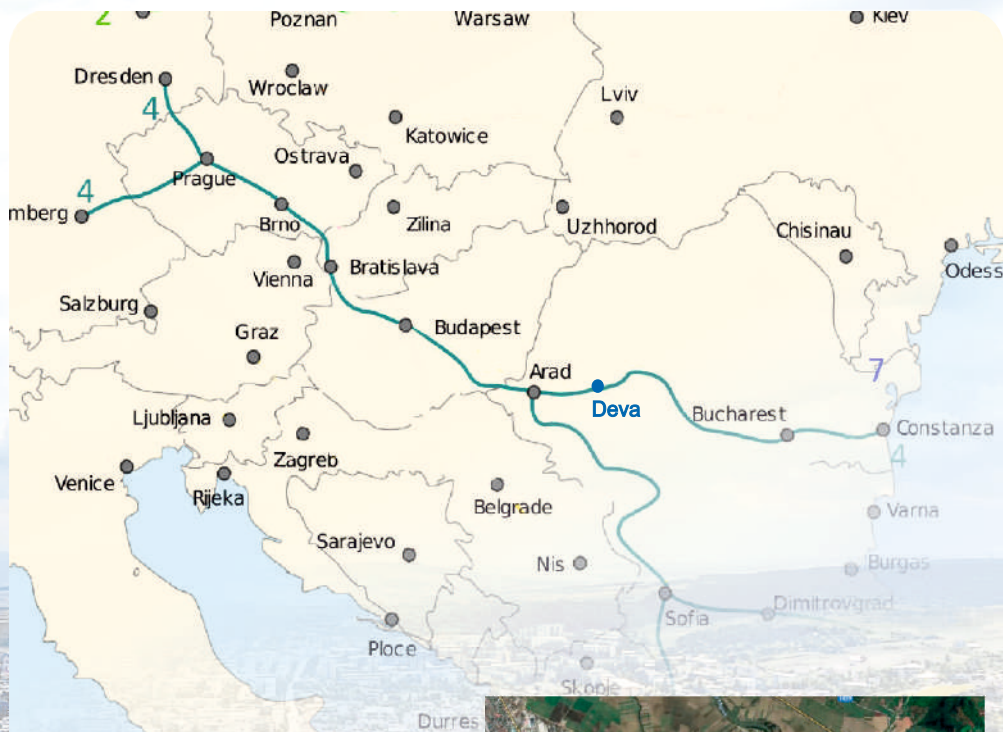 2
Poznan
Warsaw
Kiev
Dresden
Wroclaw
Lviv
4
Katowice
Ostrava
Prague
4
mberg
Brno
Zilina
Uzhhorod
Chisinau
Vienna
Bratislava
Odess
Salzburg
Graz
Budapest
Arad
7
Deva
Ljubljana
Bucharest
Constanza
4
Zagreb
Venice
Rijeka
Belgrade
Varna
Sarajevo
Nis
Burgas
Sofia
Dimitrovgrad
Ploce
Skopje
Durres